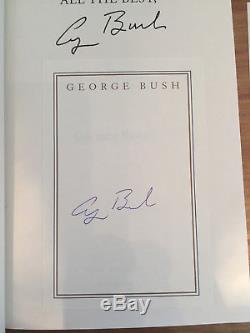 ALL THE BEST,
G Bush
GEORGE BUSH
G Bush